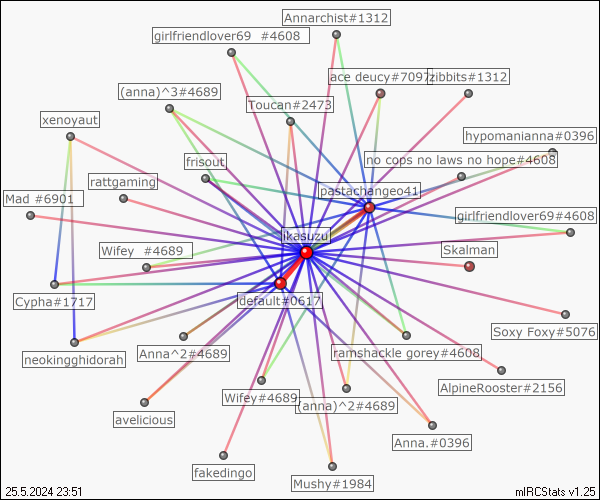 Annarchist#1312
girlfriendlover69 #4608
ace deucy#7097
zibbits#1312
(anna)^3#4689
Toucan#2473
xenoyaut
hypomanianna#0396
frisout
no cops no laws no hope#4608
rattgaming
pastachangeo41
Mad #6901
girlfriendlover69#4608
ikasuzu
Wifey #4689
Skalman
Cypha#1717
default#0617
Soxy Foxy#5076
neokingghidorah
Anna^2#4689
ramshackle gorey#4608
AlpineRooster#2156
Wifey#4689
(anna)^2#4689
avelicious
Anna.#0396
fakedingo
Mushy#1984
25.5.2024 23:51
mIRCStats v1.25